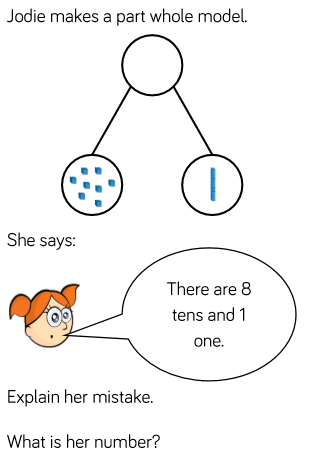 Jodie makes a part whole model.
She says:
There are 8
tens and 1
one.
Explain her mistake.
What is her number?